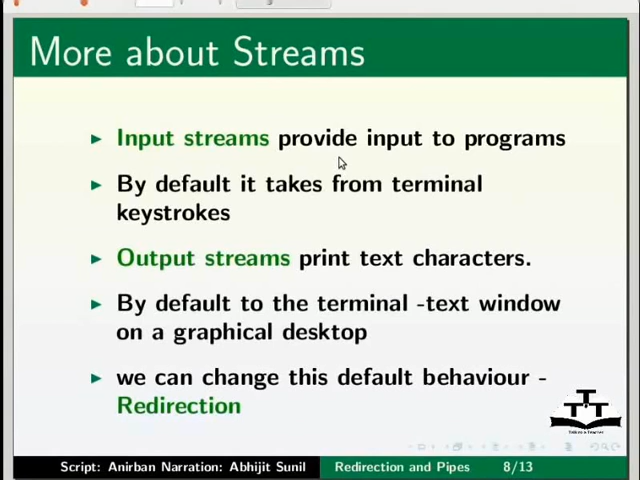 More about Streams
Input streams provide input to programs
By default it takes from terminal
keystrokes
Output streams print text characters.
By default to the terminal -text window
on a graphical desktop
we can change this default behaviour -
Redirection
Script: Anirban Narration: Abhijit Sunil Redirection and Pipes 8/13